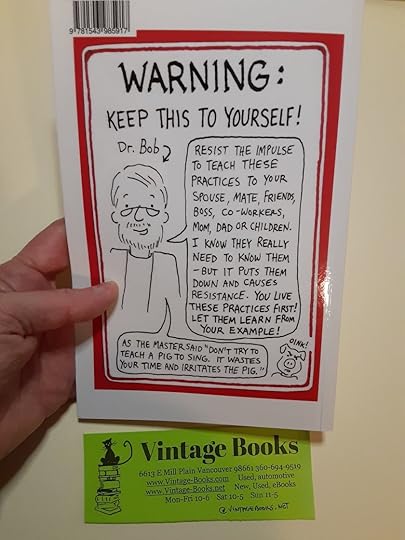 9 781543 985917
WARNING:
KEEP THIS TO YOURSELF!
Dr. Bob
RESIST THE IMPULSE
TO TEACH THESE
PRACTICES TO YOUR
SPOUSE, MATE, FRIENDS,
BOSS, CO-WORKERS,
MOM, DAD OR CHILDREN.
I KNOW THEY REALLY
NEED TO KNOW THEM
-BUT IT PUTS THEM
DOWN AND CAUSES
RESISTANCE. YOU LIVE
THESE PRACTICES FIRST!
LET THEM LEARN FROM
YOUR EXAMPLE!
AS THE MASTER SAID "DON'T TRY TO
TEACH A PIG TO SING. IT WASTES
YOUR TIME AND IRRITATES THE PIG."
OINK!
Vintage Books
6613 E Mill Plain Vancouver 98661 360-694-9519
www.Vintage-Books.com Used, automotive
www.Vintage-Books.net New, Used, eBooks
Mon-Fri 10-6 Sat 10-5 Sun 11-5
@VINTAGEBOOKS.NET